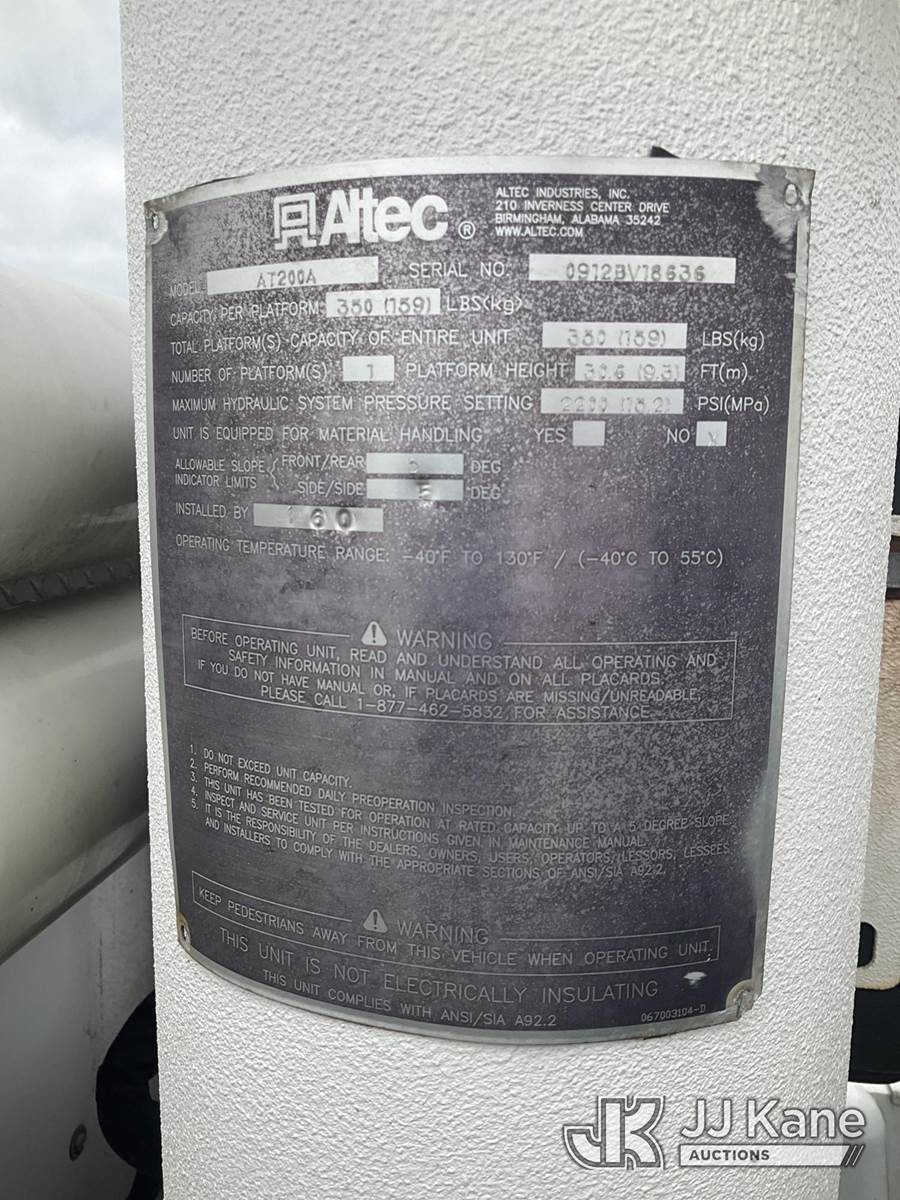 Altec ®
ALTEC INDUSTRIES, INC.
210 INVERNESS CENTER DRIVE
BIRMINGHAM, ALABAMA 35242
WWW.ALTEC.COM
MODEL AT200A SERIAL NO. 0912BV18636
CAPACITY PER PLATFORM 350 (159) LBS(kg)
TOTAL PLATFORM(S) CAPACITY OF ENTIRE UNIT 350 (159) LBS(kg)
NUMBER OF PLATFORM(S) 1 PLATFORM HEIGHT (9.3) FT(m)
MAXIMUM HYDRAULIC SYSTEM PRESSURE SETTING 2200 (15.2) PSI(MPa)
UNIT IS EQUIPPED FOR MATERIAL HANDLING YES NO X
ALLOWABLE SLOPE FRONT/REAR DEG
INDICATOR LIMITS SIDE/SIDE 5 DEG
INSTALLED BY 160
OPERATING TEMPERATURE RANGE: -40°F TO 130°F / (-40°C TO 55°C)
⚠ WARNING
BEFORE OPERATING UNIT, READ AND UNDERSTAND ALL OPERATING AND
SAFETY INFORMATION IN MANUAL AND ON ALL PLACARDS.
IF YOU DO NOT HAVE MANUAL OR, IF PLACARDS ARE MISSING/UNREADABLE,
PLEASE CALL 1-877-462-5832 FOR ASSISTANCE
1. DO NOT EXCEED UNIT CAPACITY.
2. PERFORM RECOMMENDED DAILY PREOPERATION INSPECTION.
3. THIS UNIT HAS BEEN TESTED FOR OPERATION AT RATED CAPACITY UP TO A 5 DEGREE SLOPE.
4. INSPECT AND SERVICE UNIT PER INSTRUCTIONS GIVEN IN MAINTENANCE MANUAL.
5. IT IS THE RESPONSIBILITY OF THE DEALERS, OWNERS, USERS, OPERATORS, LESSORS, LESSEES
AND INSTALLERS TO COMPLY WITH THE APPROPRIATE SECTIONS OF ANSI/SIA A92.2.
⚠ WARNING
KEEP PEDESTRIANS AWAY FROM THIS VEHICLE WHEN OPERATING UNIT.
THIS UNIT IS NOT ELECTRICALLY INSULATING
THIS UNIT COMPLIES WITH ANSI/SIA A92.2
067003104-D
JK JJ Kane
AUCTIONS